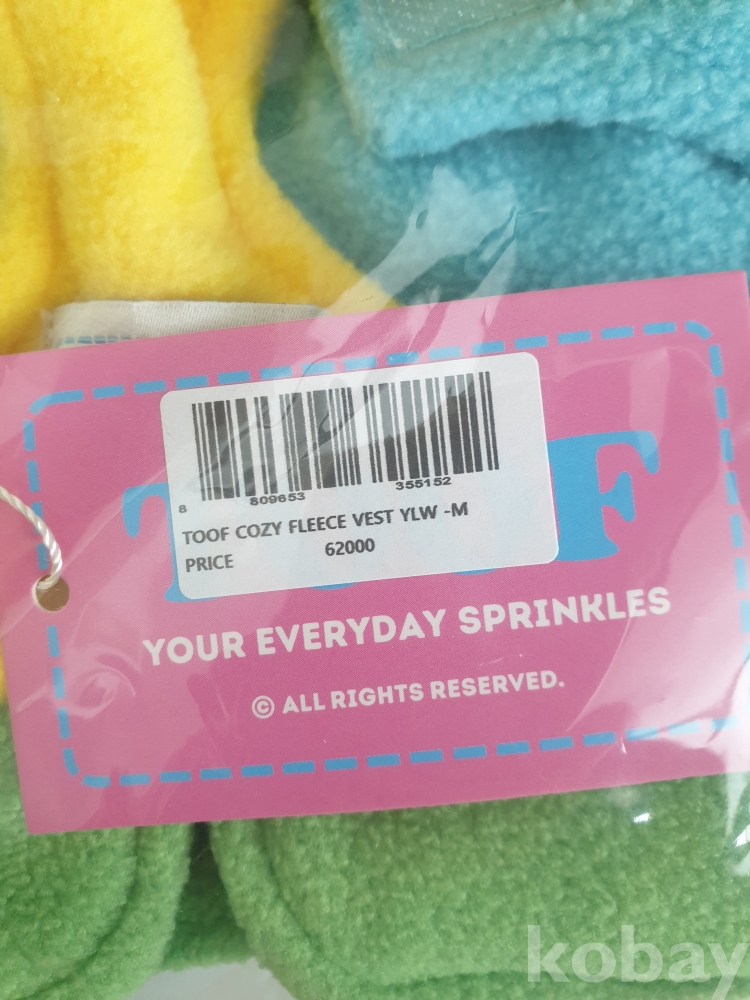 8 809653 355152
TOOF COZY FLEECE VEST YLW -M
PRICE 62000
YOUR EVERYDAY SPRINKLES
© ALL RIGHTS RESERVED.
kobay